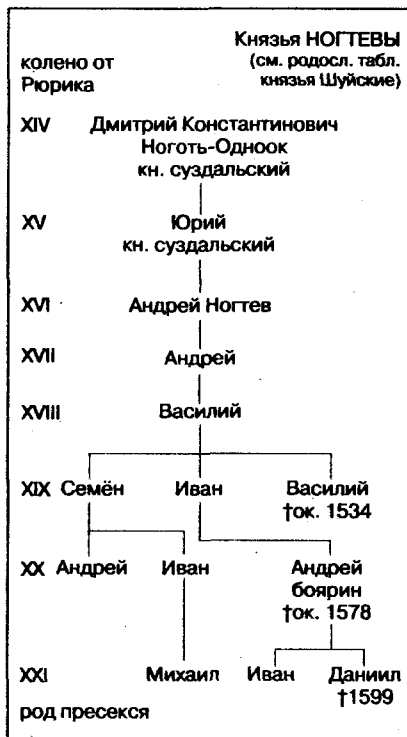 Князья НОГТЕВЫ
(см. родосл. табл.
князья Шуйские)
колено от
Рюрика
XIV Дмитрий Константинович
Ноготь-Одноок
кн. суздальский
XV Юрий
кн. суздальский
XVI Андрей Ногтев
XVII Андрей
XVIII Василий
XIX Семён Иван Василий
†ок. 1534
XX Андрей Иван Андрей
боярин
†ок. 1578
XXI Михаил Иван Даниил
†1599
род пресекся